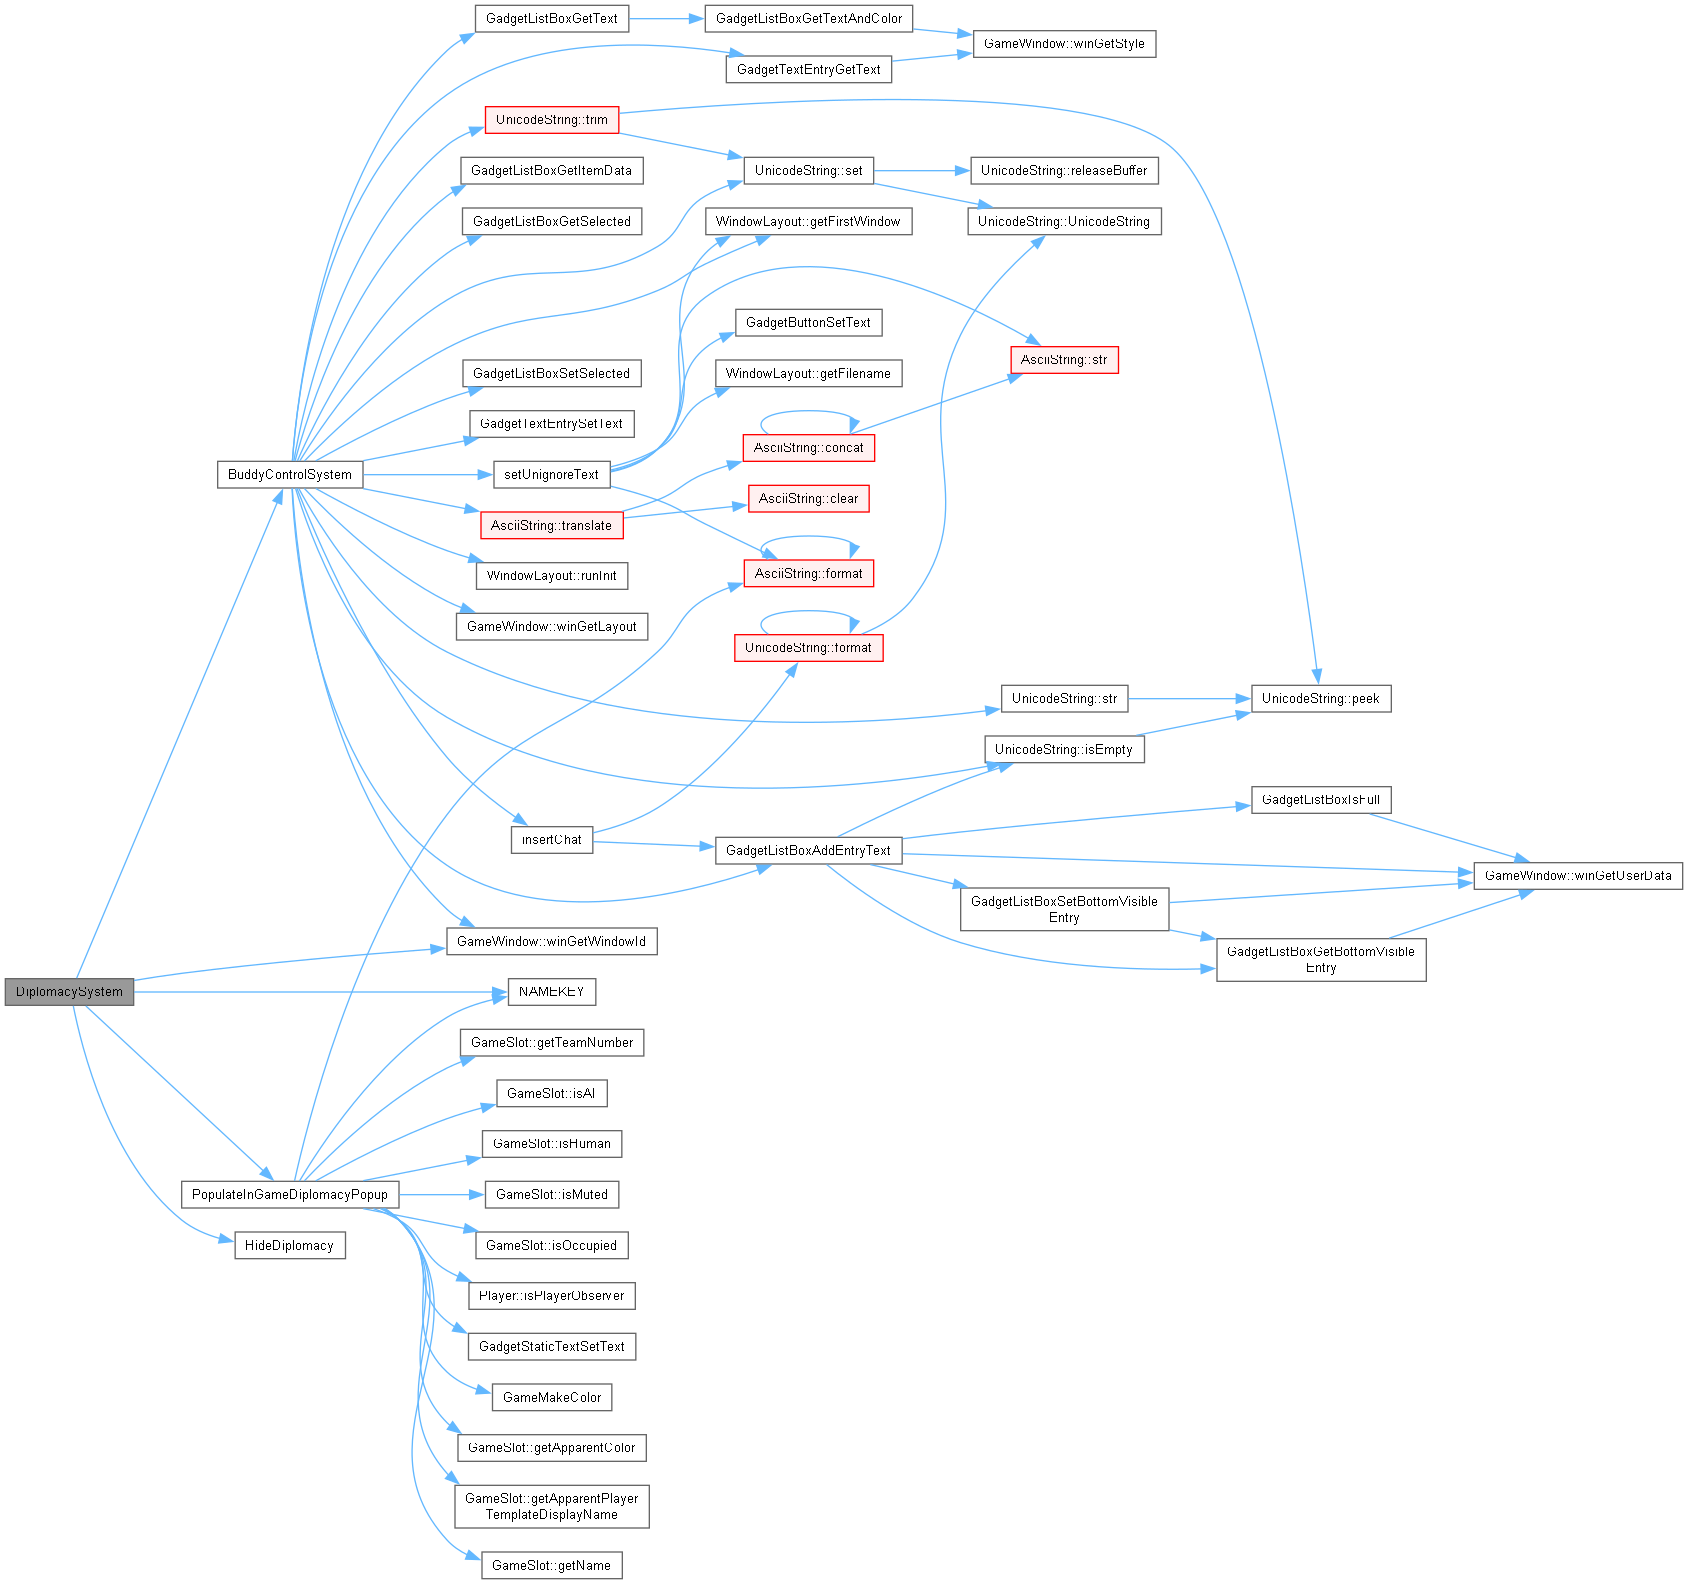 GadgetListBoxGetText
GadgetListBoxGetTextAndColor
GameWindow::winGetStyle
GadgetTextEntryGetText
UnicodeString::trim
GadgetListBoxGetItemData
UnicodeString::set
UnicodeString::releaseBuffer
GadgetListBoxGetSelected
WindowLayout::getFirstWindow
UnicodeString::UnicodeString
GadgetButtonSetText
AsciiString::str
GadgetListBoxSetSelected
WindowLayout::getFilename
GadgetTextEntrySetText
AsciiString::concat
BuddyControlSystem
setUnignoreText
AsciiString::clear
AsciiString::translate
WindowLayout::runInit
AsciiString::format
GameWindow::winGetLayout
UnicodeString::format
UnicodeString::str
UnicodeString::peek
UnicodeString::isEmpty
GadgetListBoxIsFull
insertChat
GadgetListBoxAddEntryText
GameWindow::winGetUserData
GadgetListBoxSetBottomVisible
Entry
GameWindow::winGetWindowId
GadgetListBoxGetBottomVisible
Entry
DiplomacySystem
NAMEKEY
GameSlot::getTeamNumber
GameSlot::isAI
GameSlot::isHuman
PopulateInGameDiplomacyPopup
GameSlot::isMuted
HideDiplomacy
GameSlot::isOccupied
Player::isPlayerObserver
GadgetStaticTextSetText
GameMakeColor
GameSlot::getApparentColor
GameSlot::getApparentPlayer
TemplateDisplayName
GameSlot::getName